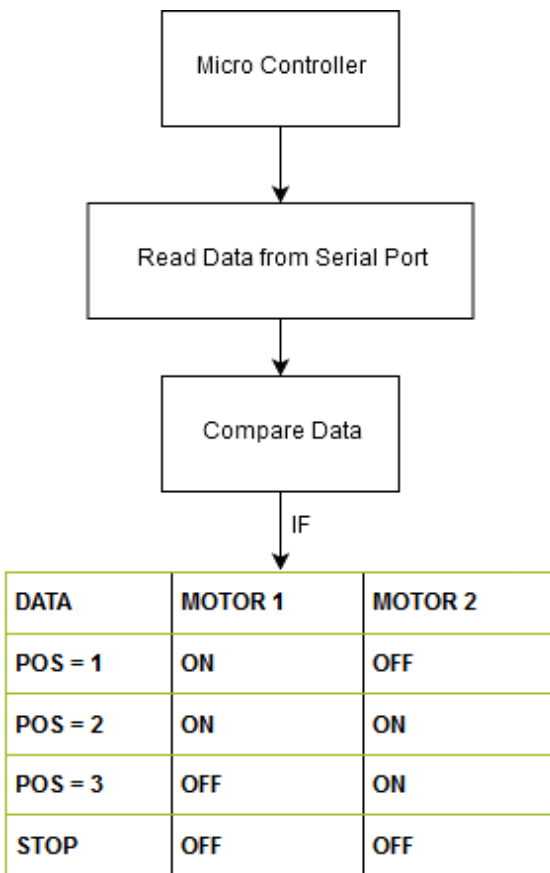 Micro Controller
Read Data from Serial Port
Compare Data
IF
DATA MOTOR 1 MOTOR 2
POS = 1 ON OFF
POS = 2 ON ON
POS = 3 OFF ON
STOP OFF OFF